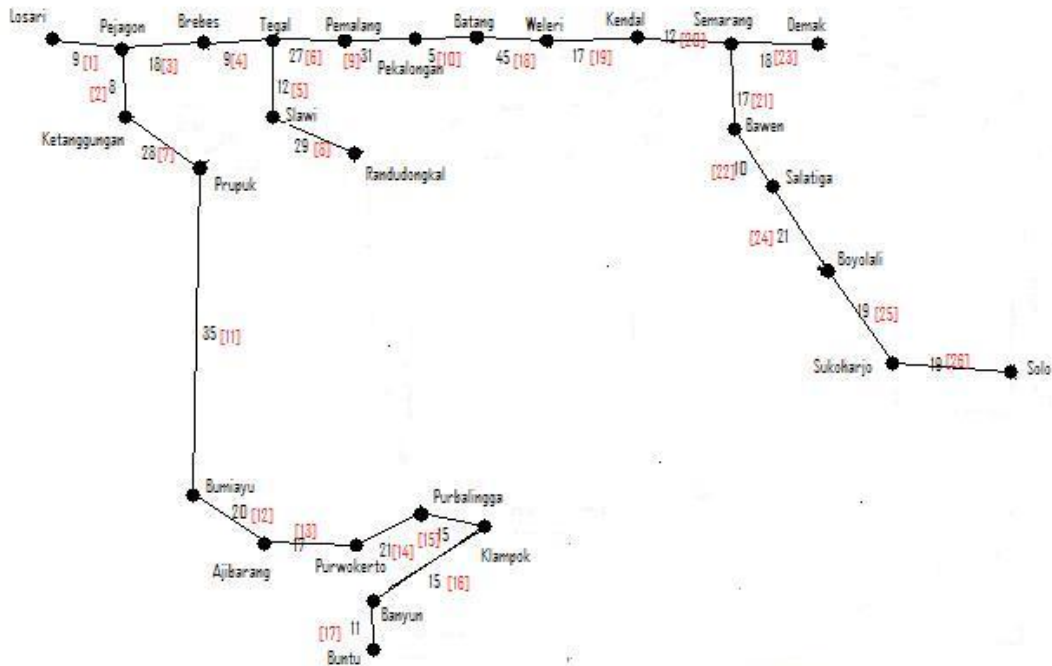 Losari
Pejagon
Brebes
Tegal
Pemalang
Pekalongan
Batang
Weleri
Kendal
Semarang
Demak
9 [1]
18 [3]
9 [4]
27 [6]
[9] 31
5 [10]
45 [18]
17 [19]
12 [20]
18 [23]
[2] 8
12 [5]
17 [21]
Ketanggungan
Slawi
Bawen
28 [7]
29 [8]
[22] 10
Prupuk
Randudongkal
Salatiga
[24] 21
Boyolali
35 [11]
19 [25]
Sukoharjo
19 [26]
Solo
Bumiayu
20 [12]
[13]
17
Purbalingga
21 [14]
[15] 15
Klampok
Ajibarang
Purwokerto
15 [16]
Banyun
[17] 11
Buntu